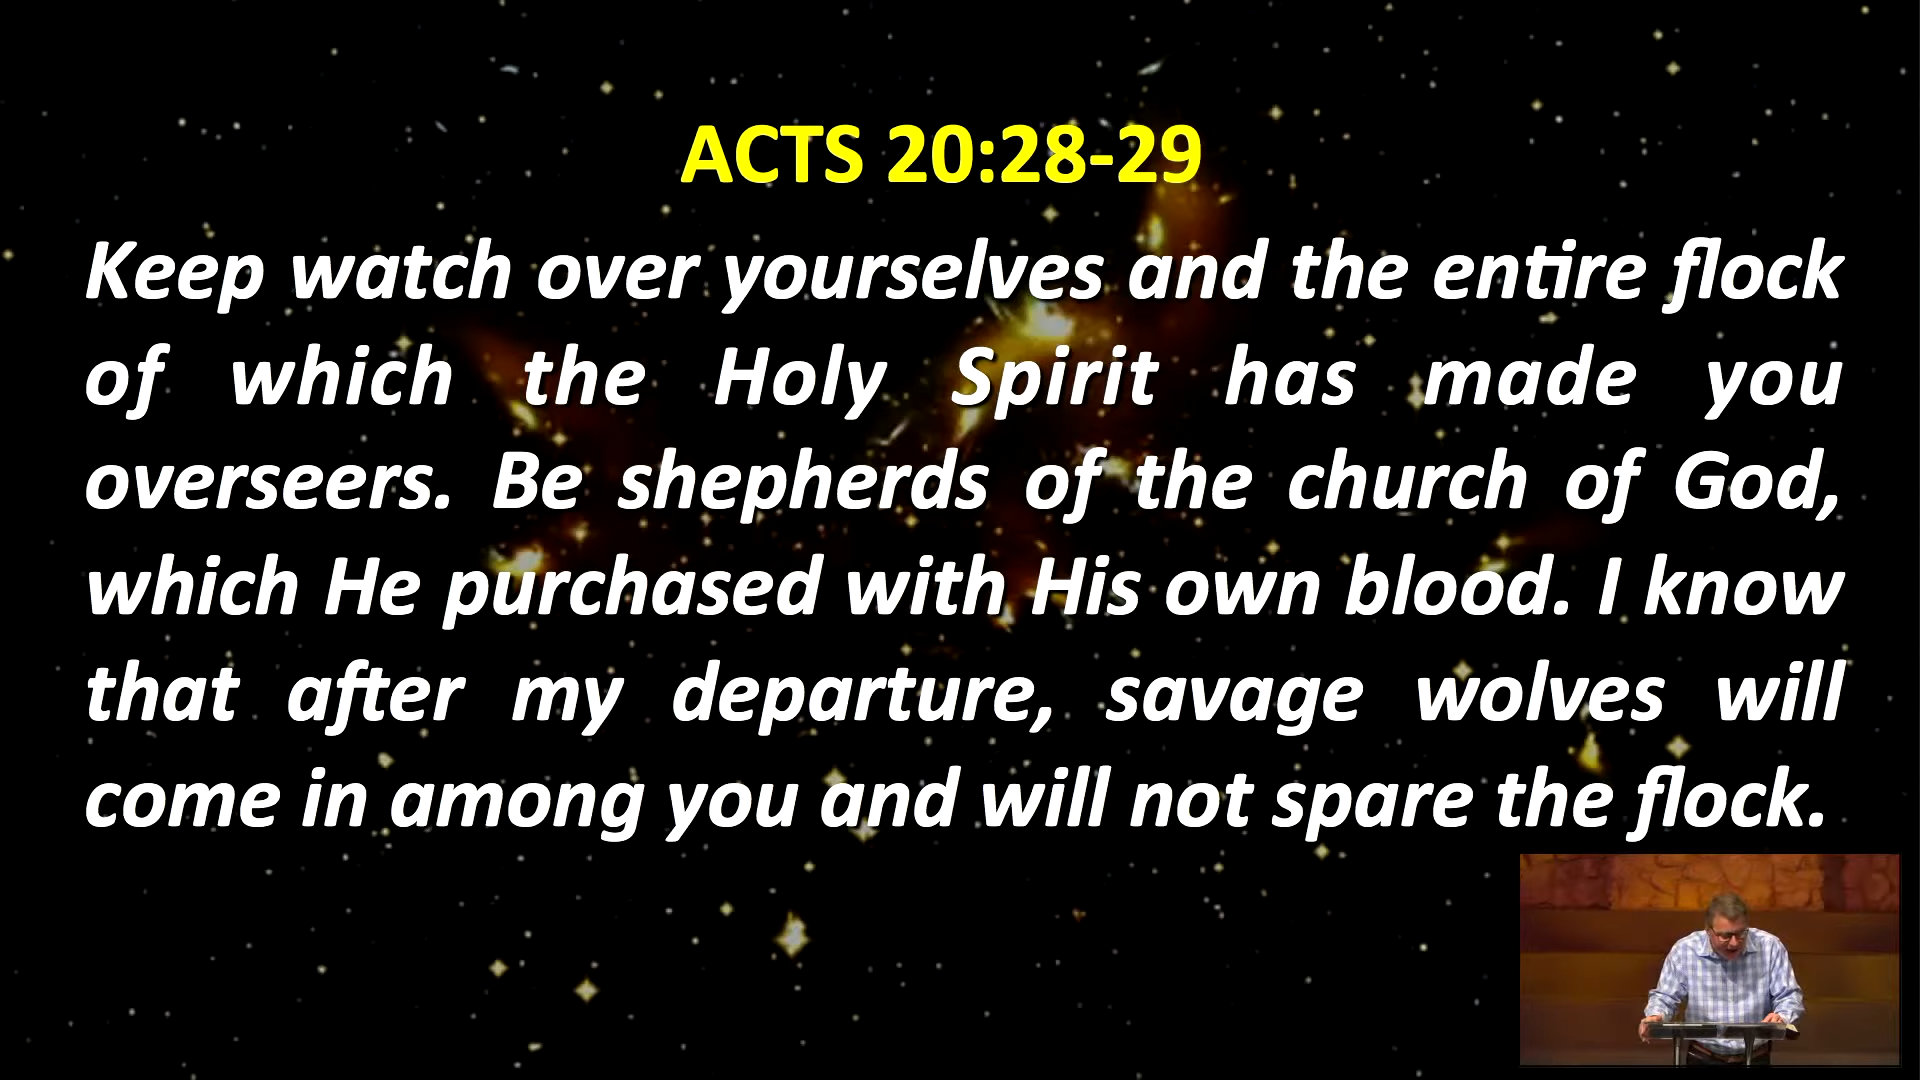 ACTS 20:28-29
Keep watch over yourselves and the entire flock
of which the Holy Spirit has made you
overseers. Be shepherds of the church of God,
which He purchased with His own blood. I know
that after my departure, savage wolves will
come in among you and will not spare the flock.